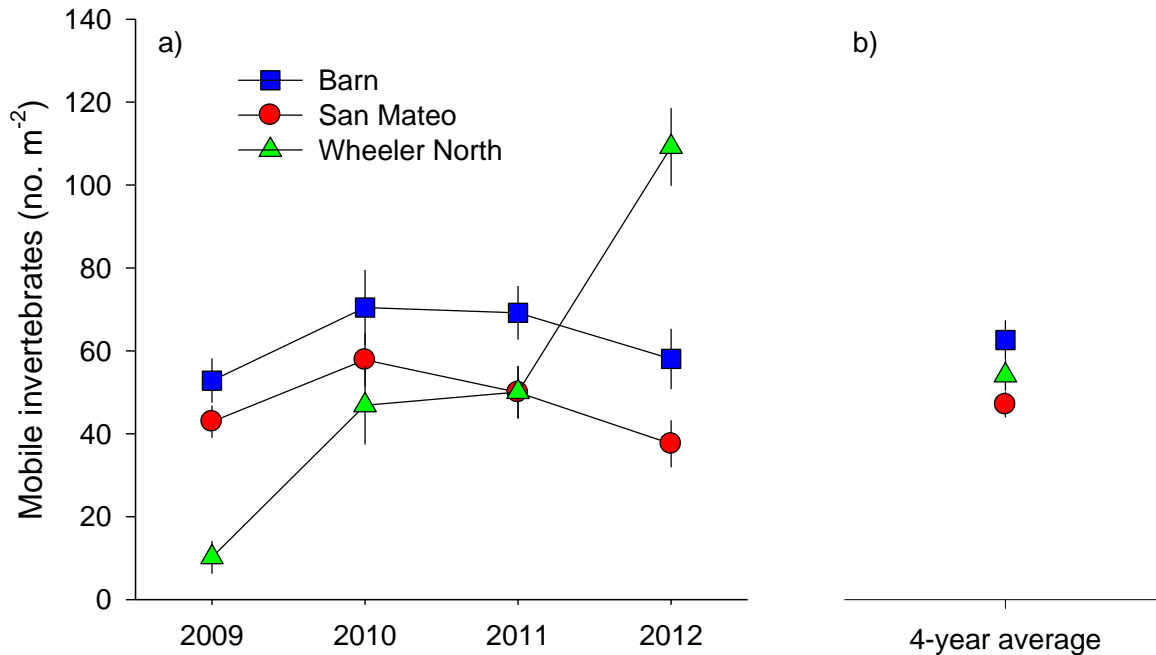 a)
b)
Barn
San Mateo
Wheeler North
Mobile invertebrates (no. m⁻²)
140
120
100
80
60
40
20
0
2009 2010 2011 2012
4-year average